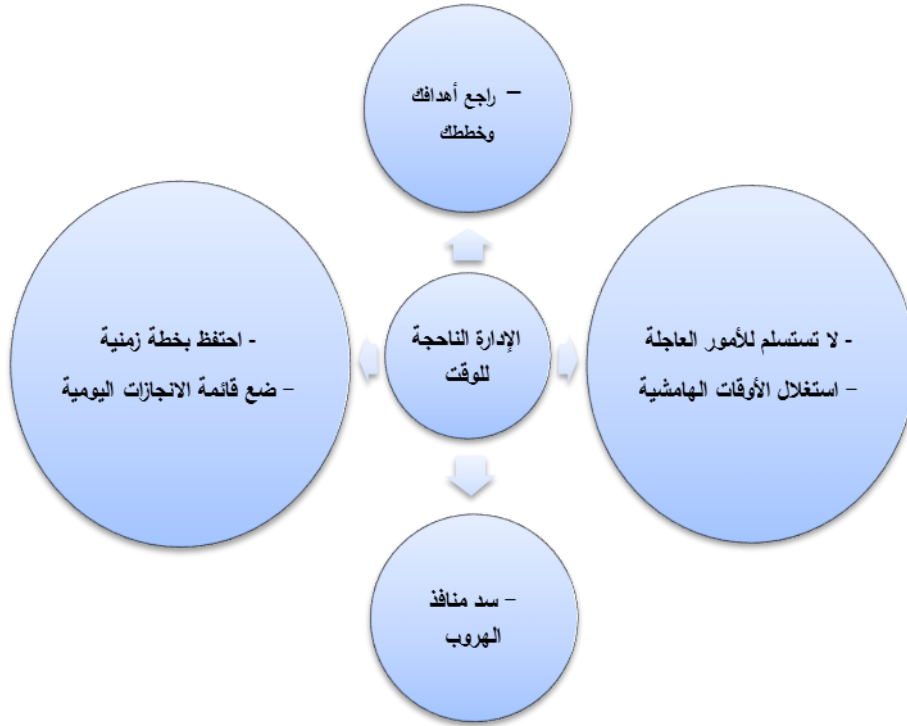 – راجع أهدافك
وخططك
- لا تستسلم للأمور العاجلة
– استغلال الأوقات الهامشية
الإدارة الناحجة
للوقت
- احتفظ بخطة زمنية
– ضع قائمة الانجازات اليومية
– سد منافذ
الهروب